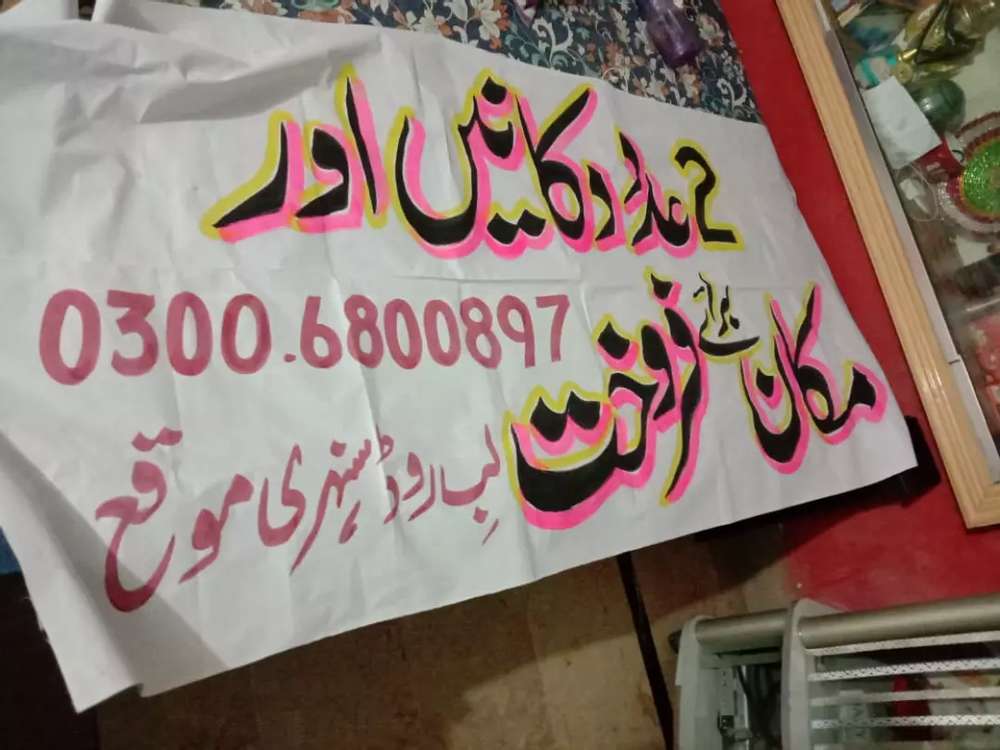 2 عدد دکانیں اور
مکان برائے فروخت
0300.6800897
لب روڈ سنہری موقع